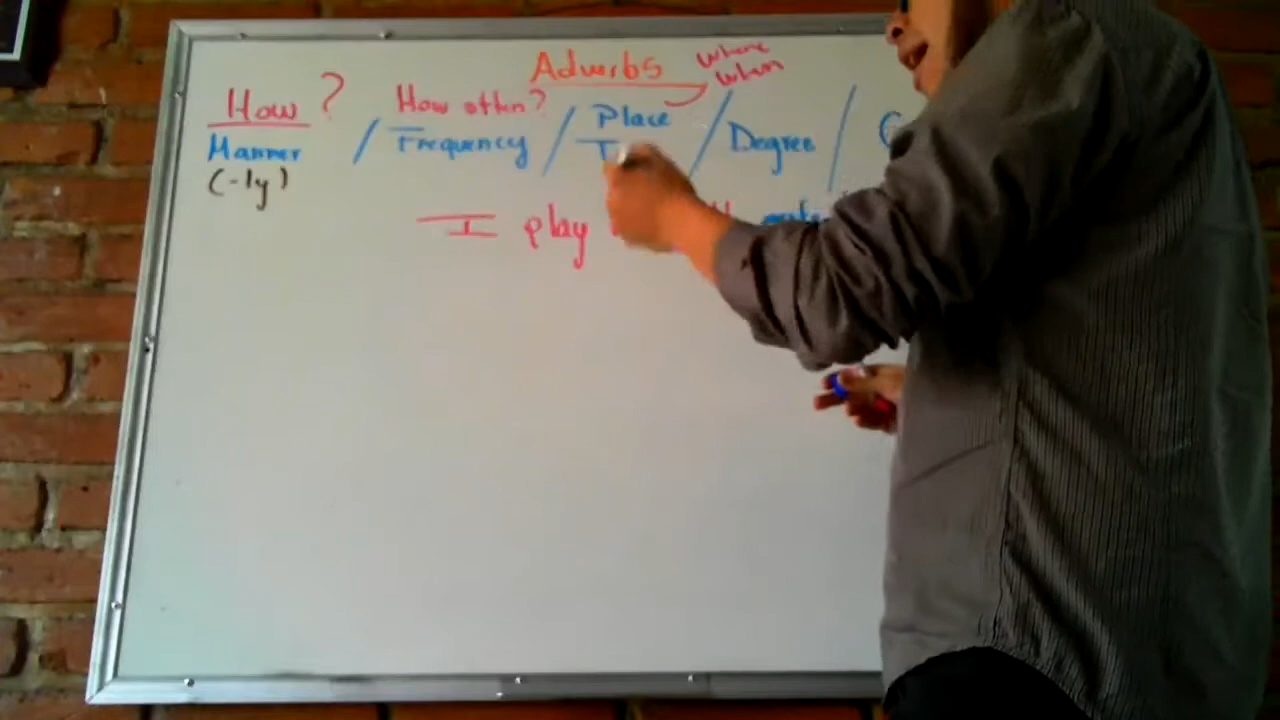 Adverbs
where
when
How ?
How often?
Manner / Frequency / Place / Degree /
(-ly)
I play